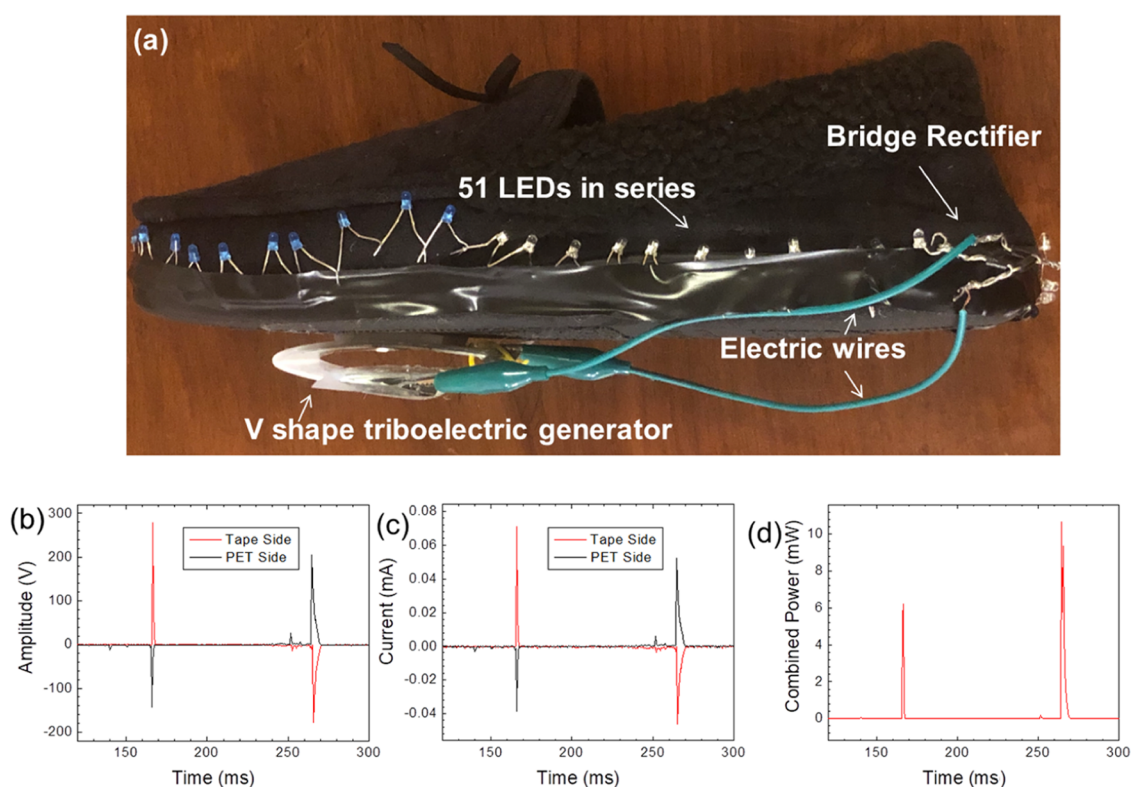 (a)
Bridge Rectifier
51 LEDs in series
Electric wires
V shape triboelectric generator
(b)
300
200
100
0
-100
-200
Amplitude (V)
Tape Side
PET Side
150
200
250
300
Time (ms)
(c)
0.08
0.06
0.04
0.02
0.00
-0.02
-0.04
Current (mA)
Tape Side
PET Side
150
200
250
300
Time (ms)
(d)
10
8
6
4
2
0
Combined Power (mW)
150
200
250
300
Time (ms)